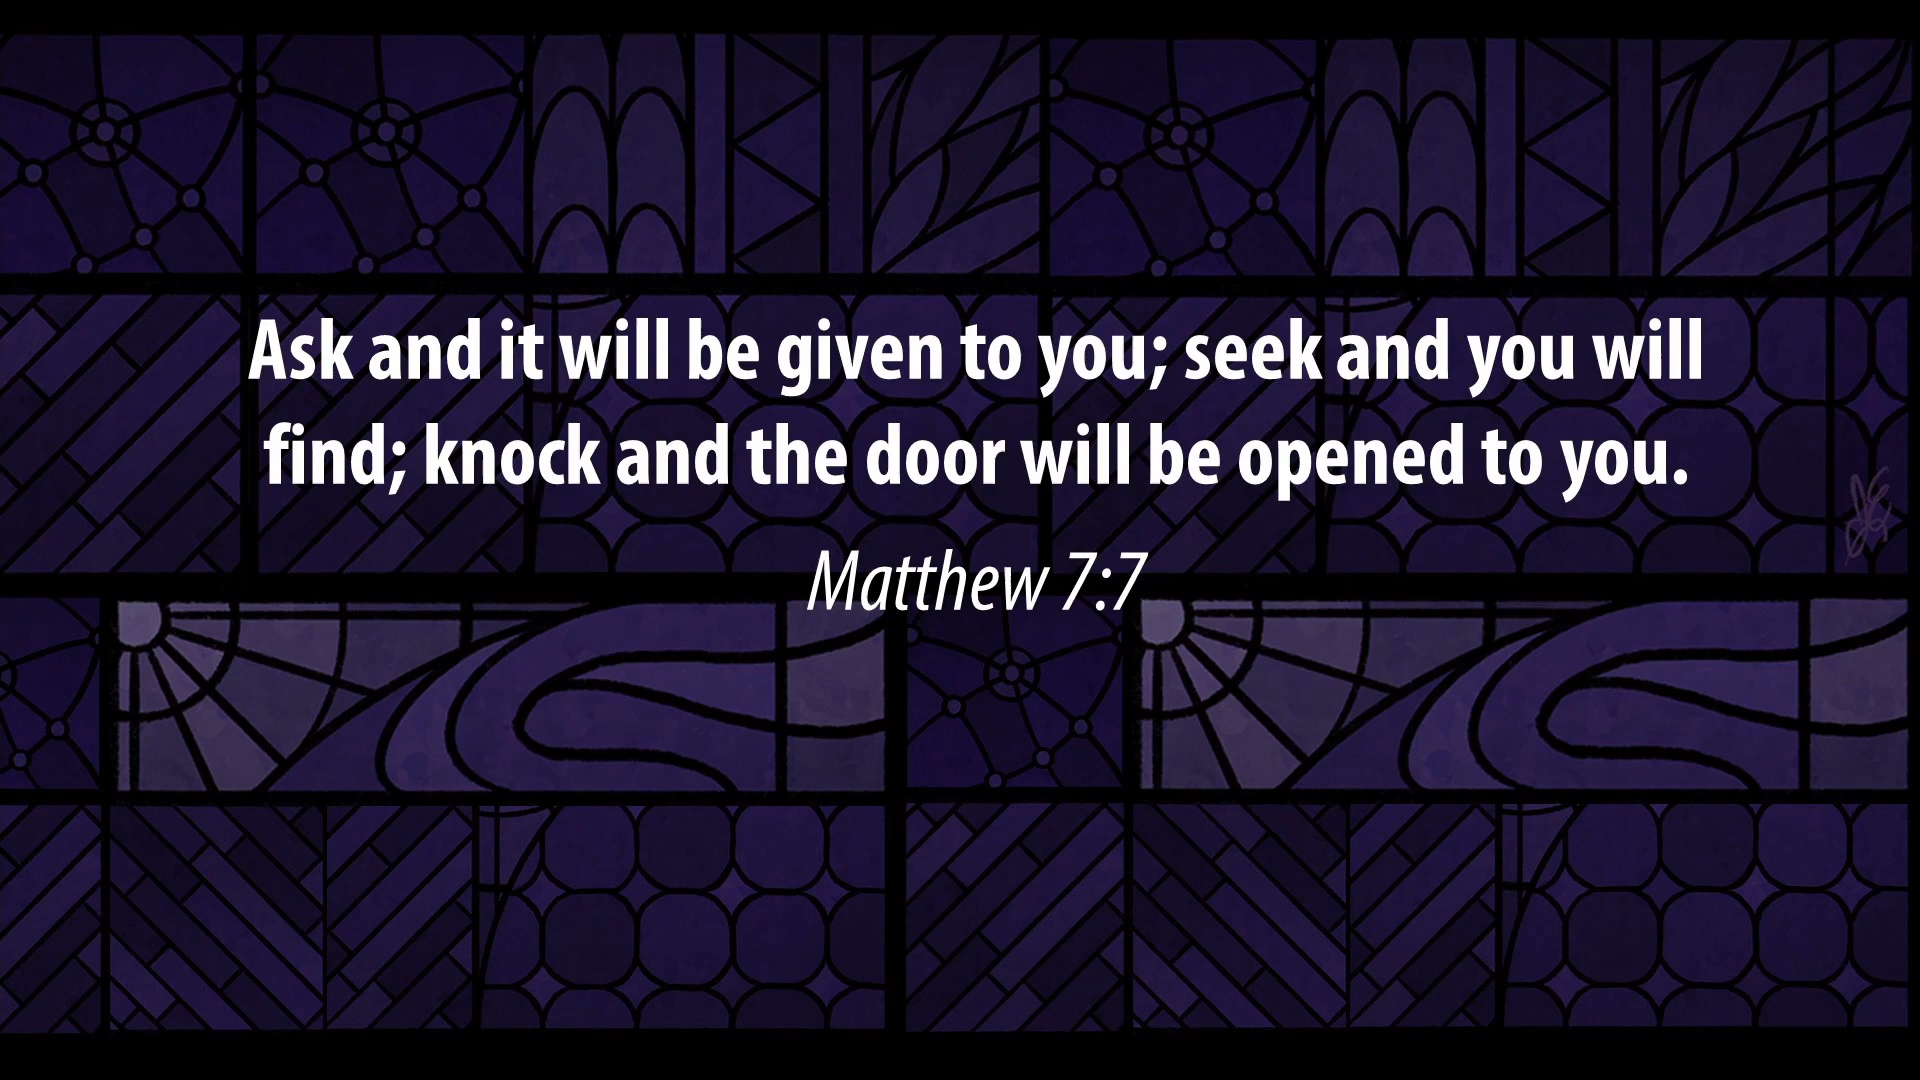 Ask and it will be given to you; seek and you will
find; knock and the door will be opened to you.
Matthew 7:7